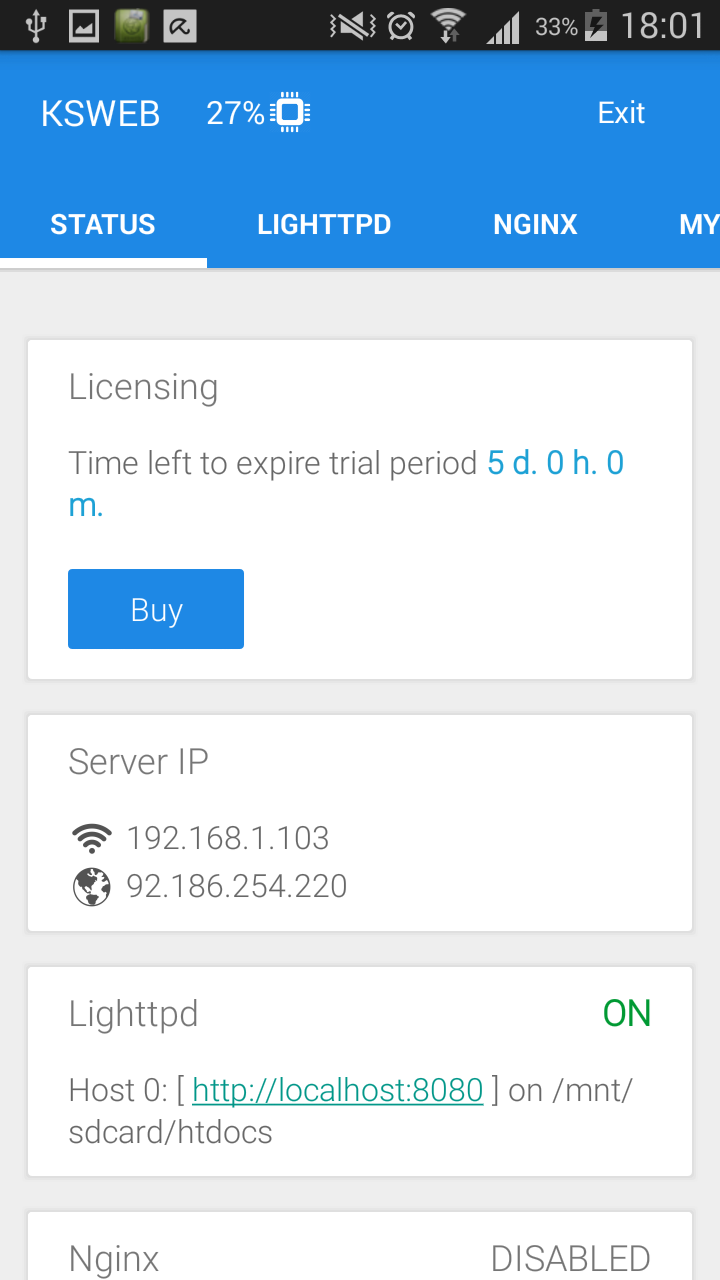 33% 18:01
KSWEB 27% Exit
STATUS LIGHTTPD NGINX MY
Licensing
Time left to expire trial period 5 d. 0 h. 0
m.
Buy
Server IP
192.168.1.103
92.186.254.220
Lighttpd ON
Host 0: [ http://localhost:8080 ] on /mnt/
sdcard/htdocs
Nginx DISABLED